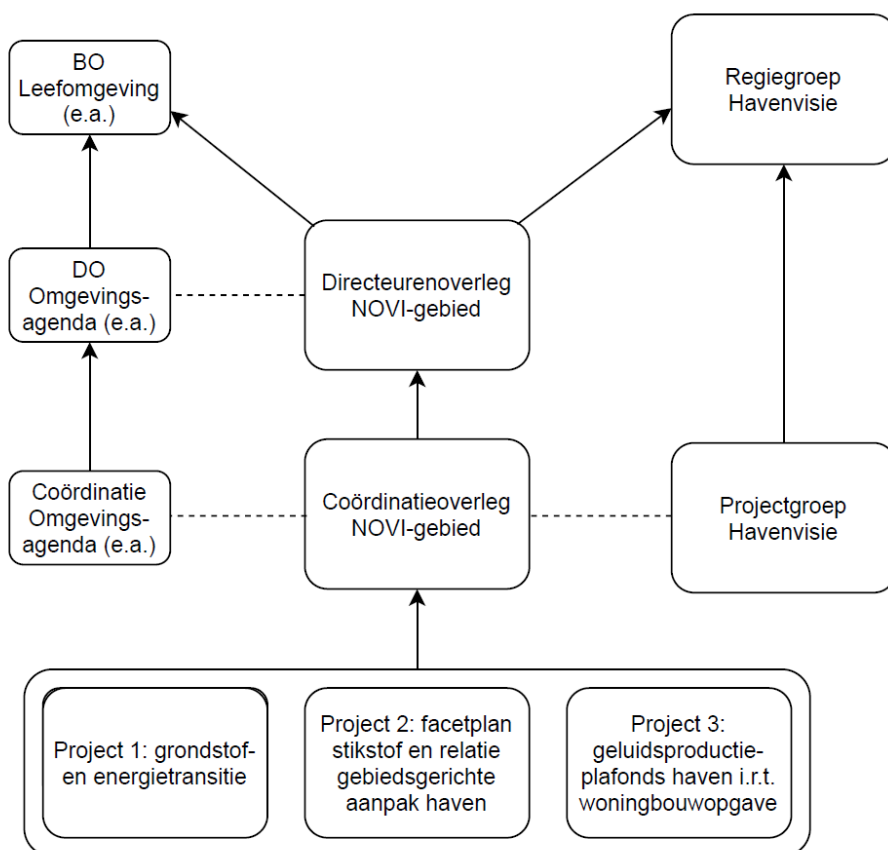 BO
Leefomgeving
(e.a.)
Regiegroep
Havenvisie
DO
Omgevings-
agenda (e.a.)
Directeurenoverleg
NOVI-gebied
Coördinatie
Omgevings-
agenda (e.a.)
Coördinatieoverleg
NOVI-gebied
Projectgroep
Havenvisie
Project 1: grondstof-
en energietransitie
Project 2: facetplan
stikstof en relatie
gebiedsgerichte
aanpak haven
Project 3:
geluidsproductie-
plafonds haven i.r.t.
woningbouwopgave